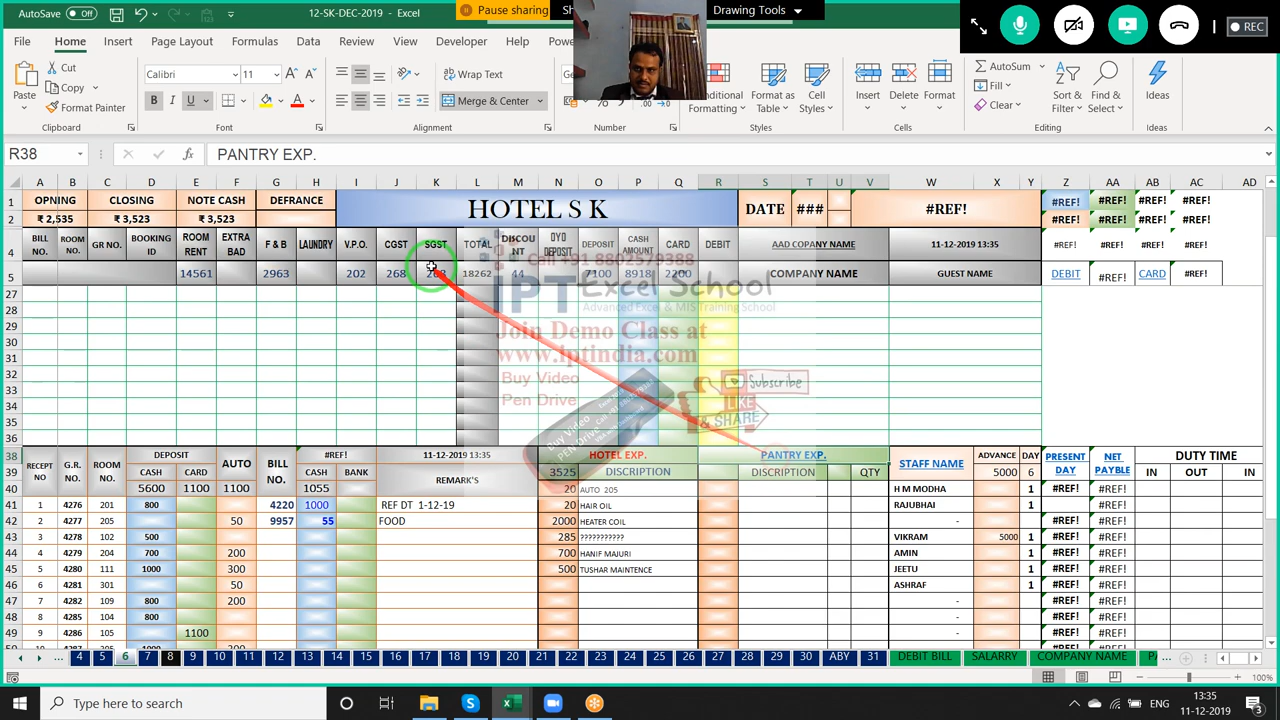 AutoSave Off 12-SK-DEC-2019 - Excel Pause sharing Drawing Tools
REC
File Home Insert Page Layout Formulas Data Review View Developer Help Power
Cut
Copy
Format Painter
Paste
Clipboard
Calibri 11
B I U
Font
Wrap Text
Merge & Center
Alignment
Number
Conditional Formatting
Format as Table
Cell Styles
Styles
Insert Delete Format
Cells
AutoSum
Fill
Clear
Sort & Filter
Find & Select
Editing
Ideas
Ideas
R38 PANTRY EXP.
A B C D E F G H I J K L M N O P Q R S T U V W X Y Z AA AB AC AD
1 OPNING CLOSING NOTE CASH DEFRANCE HOTEL S K DATE ### #REF! #REF! #REF! #REF! #REF!
2 ₹ 2,535 ₹ 3,523 ₹ 3,523 #REF! #REF! #REF! #REF!
4 BILL NO. ROOM NO. GR NO. BOOKING ID ROOM RENT EXTRA BAD F & B LAUNDRY V.P.O. CGST SGST TOTAL DISCOUNT OYO DEPOSIT DEPOSIT CASH AMOUNT CARD DEBIT AAD COPANY NAME 11-12-2019 13:35 #REF! #REF! #REF! #REF!
5 14561 2963 202 268 18262 44 7100 8918 2200 COMPANY NAME GUEST NAME DEBIT #REF! CARD #REF!
Call +91 8802579388
iPT Excel School
Advanced Excel & MIS Training School
Join Demo Class at
www.iptindia.com
Buy Video
Pen Drive
Buy Video
Pen Drive
Subscribe
LIKE
& SHARE
27
28
29
30
31
32
33
34
35
36
38 RECEPT NO G.R. NO. ROOM NO. DEPOSIT AUTO BILL NO. #REF! 11-12-2019 13:35 HOTEL EXP. PANTRY EXP. STAFF NAME ADVANCE DAY PRESENT DAY NET PAYBLE DUTY TIME
39 CASH CARD CASH BANK REMARK'S 3525 DISCRIPTION DISCRIPTION QTY 5000 6 IN OUT IN
40 5600 1100 1100 1055 20 AUTO 205 H M MODHA 1 #REF! #REF!
41 1 4276 201 800 4220 1000 REF DT 1-12-19 20 HAIR OIL RAJUBHAI 1 #REF!
42 2 4277 205 50 9957 55 FOOD 2000 HEATER COIL - #REF! #REF!
43 3 4278 102 500 285 ??????????? VIKRAM 5000 1 #REF! #REF!
44 4 4279 204 700 200 700 HANIF MAJURI AMIN 1 #REF! #REF!
45 5 4280 111 1000 300 500 TUSHAR MAINTENCE JEETU 1 #REF! #REF!
46 6 4281 301 50 ASHRAF 1 #REF! #REF!
47 7 4282 109 800 200 - #REF! #REF!
48 8 4285 104 800 - #REF! #REF!
49 9 4286 105 1100 - #REF! #REF!
4 5 6 7 8 9 10 11 12 13 14 15 16 17 18 19 20 21 22 23 24 25 26 27 28 29 30 ABY 31 DEBIT BILL SALARRY COMPANY NAME
100%
Type here to search
ENG
13:35
11-12-2019
3